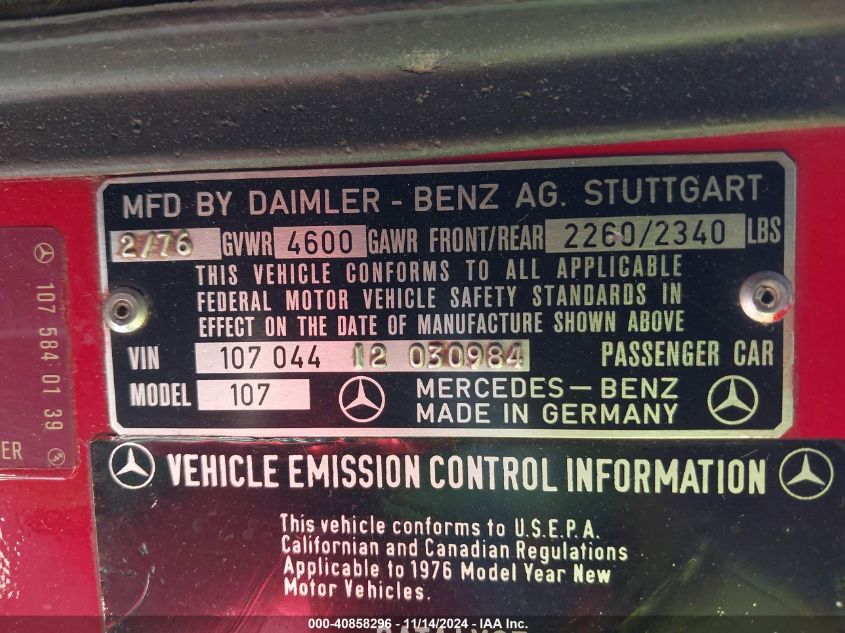 MFD BY DAIMLER - BENZ AG. STUTTGART
2/76 GVWR 4600 GAWR FRONT/REAR 2260/2340 LBS
THIS VEHICLE CONFORMS TO ALL APPLICABLE
FEDERAL MOTOR VEHICLE SAFETY STANDARDS IN
EFFECT ON THE DATE OF MANUFACTURE SHOWN ABOVE
VIN 107 044 12 030984 PASSENGER CAR
MODEL 107 MERCEDES-BENZ
MADE IN GERMANY
107 584 01 39
ER
VEHICLE EMISSION CONTROL INFORMATION
This vehicle conforms to U.S.E.P.A.
Californian and Canadian Regulations
Applicable to 1976 Model Year New
Motor Vehicles.
000-40858296 - 11/14/2024 - IAA Inc.